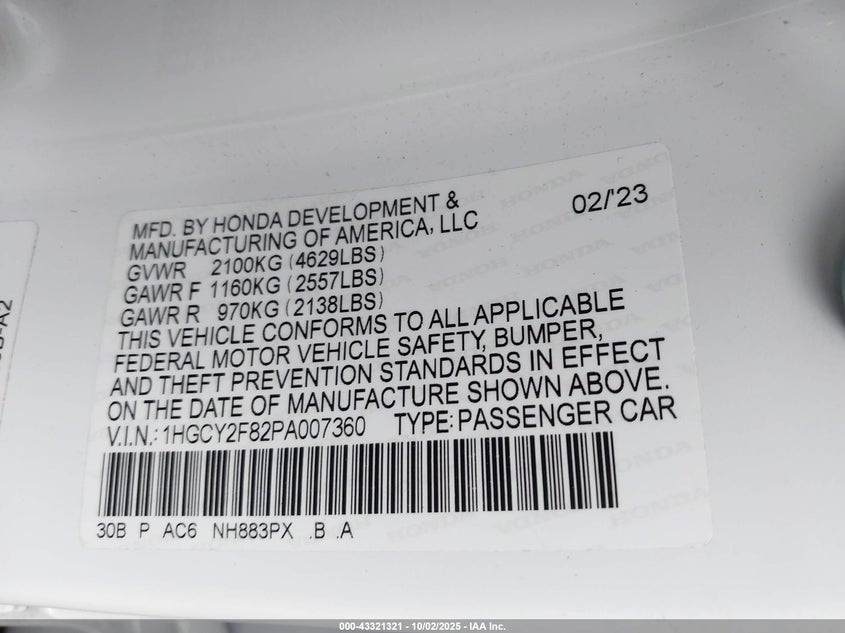 MFD. BY HONDA DEVELOPMENT & 02/'23
MANUFACTURING OF AMERICA, LLC
GVWR 2100KG (4629LBS)
GAWR F 1160KG (2557LBS)
GAWR R 970KG (2138LBS)
THIS VEHICLE CONFORMS TO ALL APPLICABLE
FEDERAL MOTOR VEHICLE SAFETY, BUMPER,
AND THEFT PREVENTION STANDARDS IN EFFECT
ON THE DATE OF MANUFACTURE SHOWN ABOVE.
V.I.N.: 1HGCY2F82PA007360 TYPE: PASSENGER CAR
30B P AC6 NH883PX .B .A
000-43321321 | 10/02/2025 - IAA Inc.